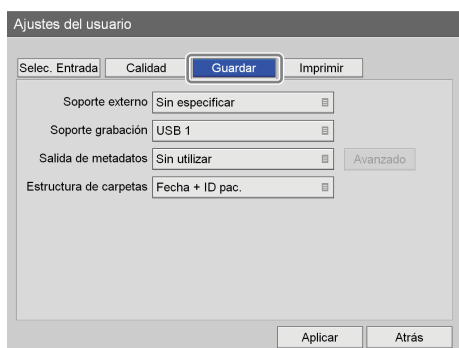 Ajustes del usuario
Selec. Entrada Calidad Guardar Imprimir
Soporte externo Sin especificar
Soporte grabación USB 1
Salida de metadatos Sin utilizar Avanzado
Estructura de carpetas Fecha + ID pac.
Aplicar Atrás